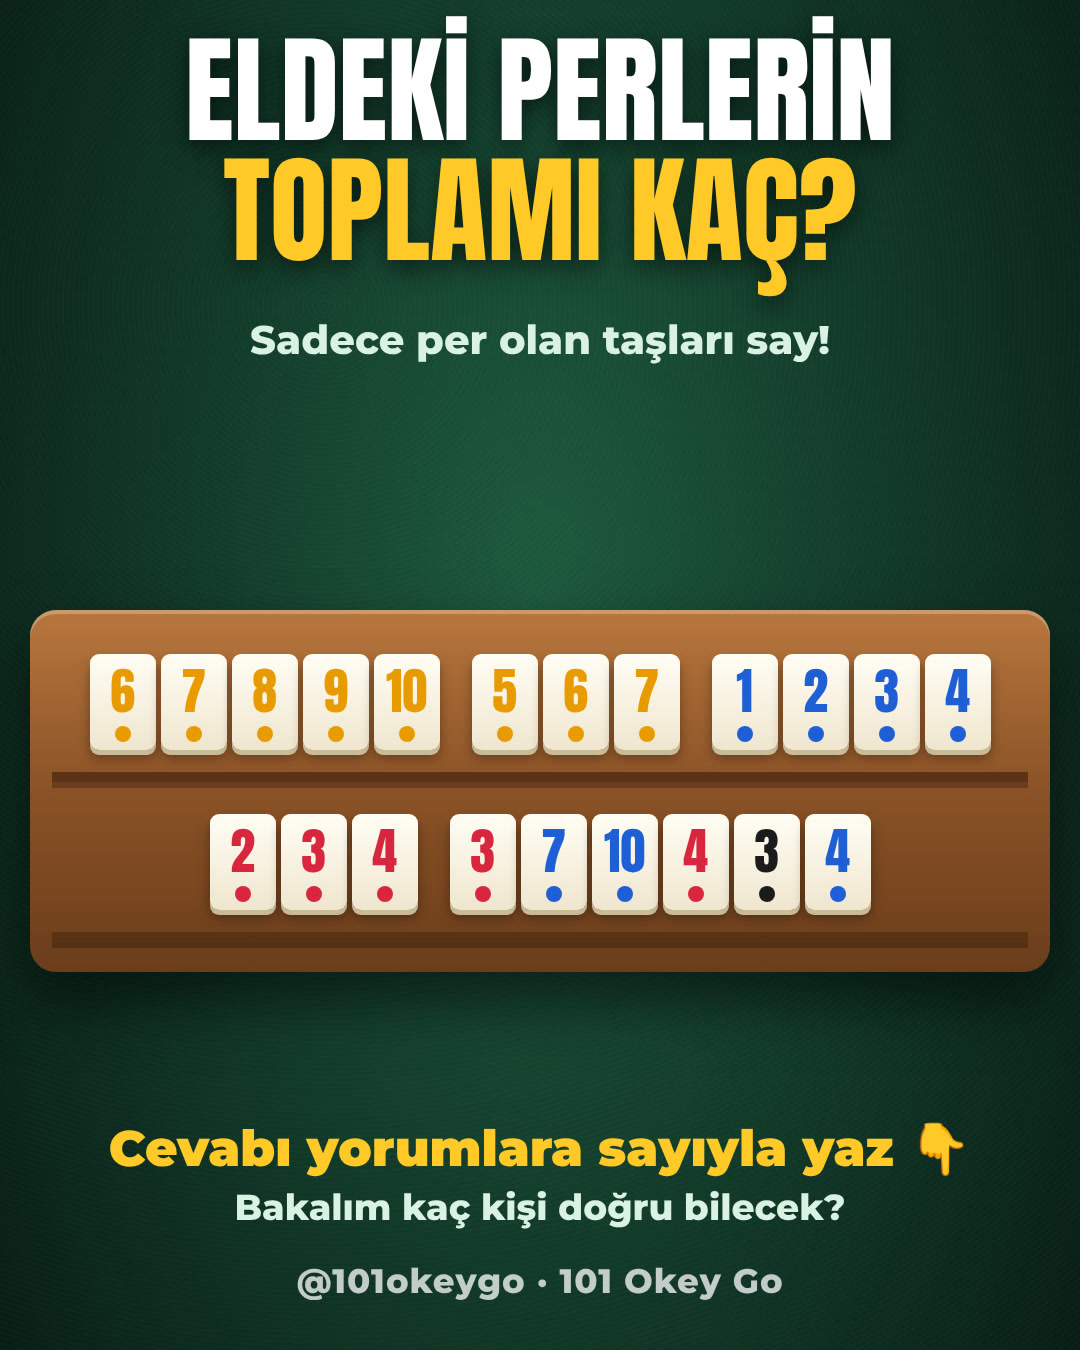 ELDEKİ PERLERİN
TOPLAMI KAÇ?
Sadece per olan taşları say!
6 7 8 9 10 5 6 7 1 2 3 4
2 3 4 3 7 10 4 3 4
Cevabı yorumlara sayıyla yaz 👇
Bakalım kaç kişi doğru bilecek?
@101okeygo · 101 Okey Go